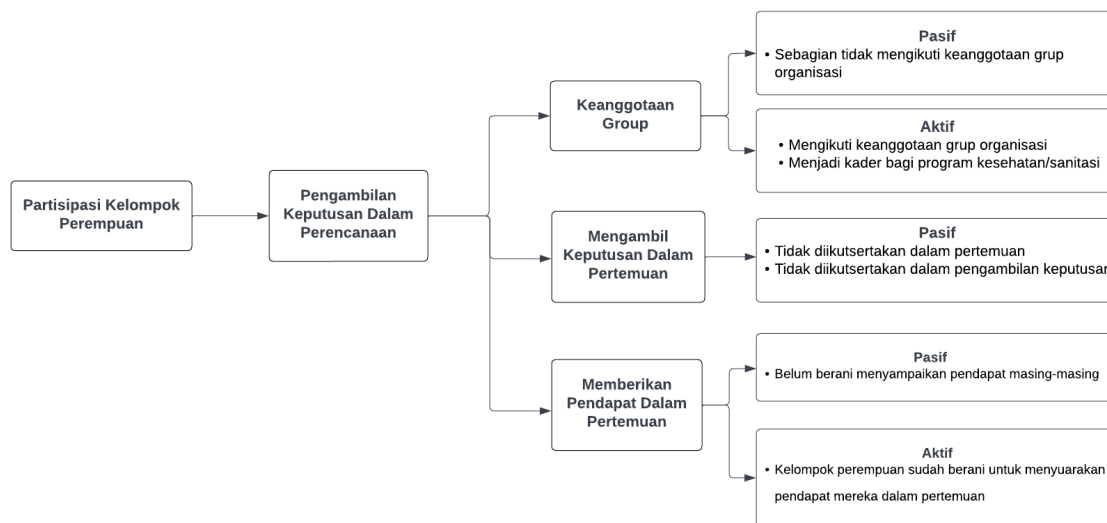 Partisipasi Kelompok
Perempuan
Pengambilan
Keputusan Dalam
Perencanaan
Keanggotaan
Group
Pasif
• Sebagian tidak mengikuti keanggotaan grup
organisasi
Aktif
• Mengikuti keanggotaan grup organisasi
• Menjadi kader bagi program kesehatan/sanitasi
Mengambil
Keputusan Dalam
Pertemuan
Pasif
• Tidak diikutsertakan dalam pertemuan
• Tidak diikutsertakan dalam pengambilan keputusan
Memberikan
Pendapat Dalam
Pertemuan
Pasif
• Belum berani menyampaikan pendapat masing-masing
Aktif
• Kelompok perempuan sudah berani untuk menyuarakan
pendapat mereka dalam pertemuan